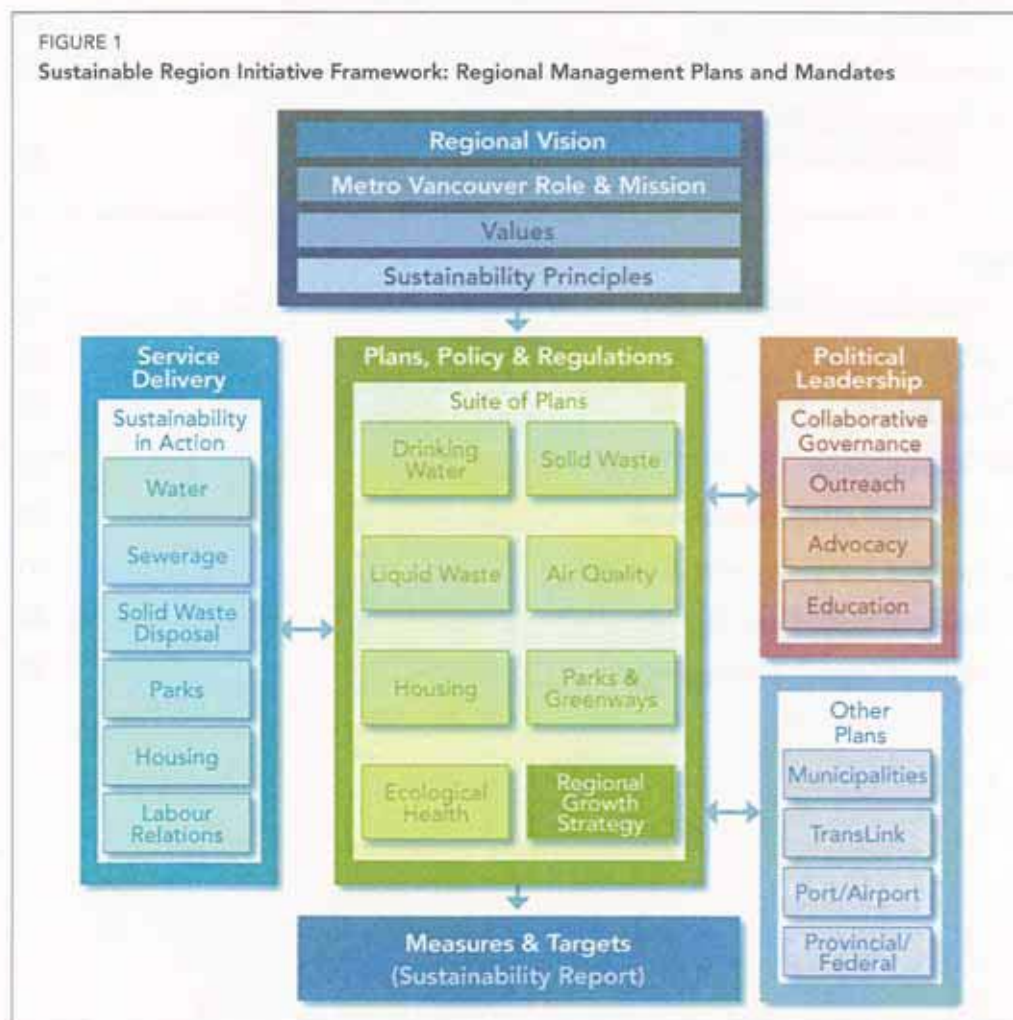 FIGURE 1
Sustainable Region Initiative Framework: Regional Management Plans and Mandates
Regional Vision
Metro Vancouver Role & Mission
Values
Sustainability Principles
Service
Delivery
Sustainability
in Action
Water
Sewerage
Solid Waste
Disposal
Parks
Housing
Labour
Relations
Plans, Policy & Regulations
Suite of Plans
Drinking
Water
Solid Waste
Liquid Waste
Air Quality
Housing
Parks &
Greenways
Ecological
Health
Regional
Growth
Strategy
Political
Leadership
Collaborative
Governance
Outreach
Advocacy
Education
Other
Plans
Municipalities
TransLink
Port/Airport
Provincial/
Federal
Measures & Targets
(Sustainability Report)